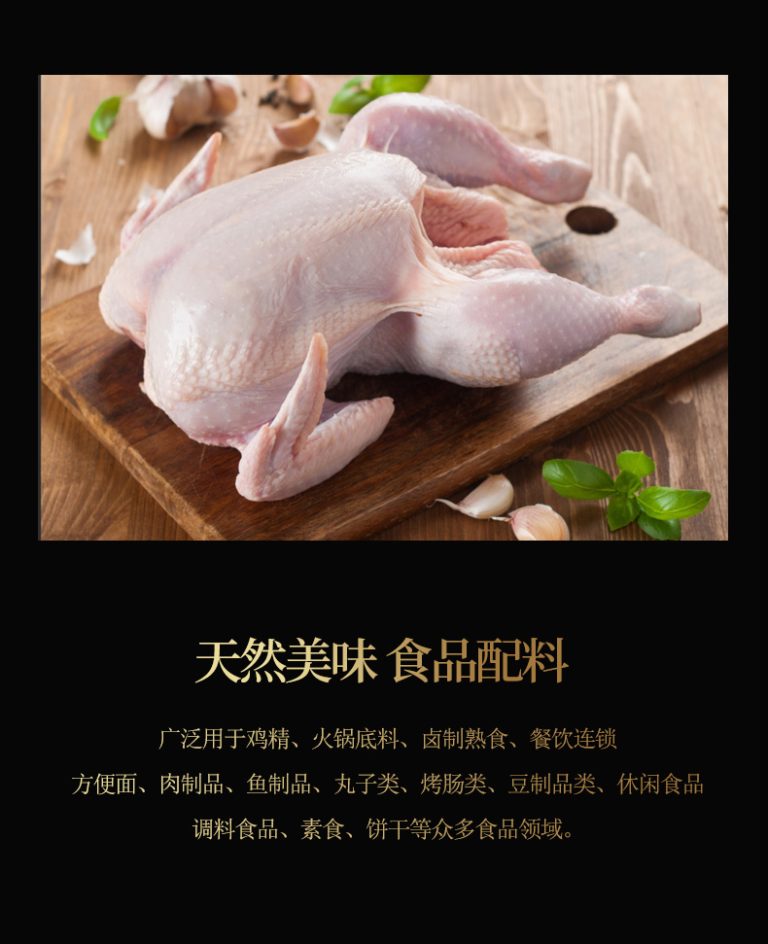 天然美味 食品配料
广泛用于鸡精、火锅底料、卤制熟食、餐饮连锁
方便面、肉制品、鱼制品、丸子类、烤肠类、豆制品类、休闲食品
调料食品、素食、饼干等众多食品领域。